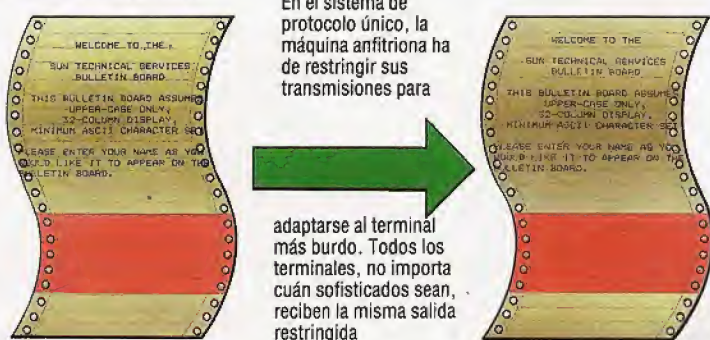 WELCOME TO THE
SUN TECHNICAL SERVICES
BULLETIN BOARD
THIS BULLETIN BOARD ASSUMES
UPPER-CASE ONLY,
32-COLUMN DISPLAY,
MINIMUM ASCII CHARACTER SET
PLEASE ENTER YOUR NAME AS YOU
WOULD LIKE IT TO APPEAR ON THE
BULLETIN BOARD.
En el sistema de
protocolo único, la
máquina anfitriona ha
de restringir sus
transmisiones para
adaptarse al terminal
más burdo. Todos los
terminales, no importa
cuán sofisticados sean,
reciben la misma salida
restringida
WELCOME TO THE
SUN TECHNICAL SERVICES
BULLETIN BOARD
THIS BULLETIN BOARD ASSUMES
UPPER-CASE ONLY,
32-COLUMN DISPLAY,
MINIMUM ASCII CHARACTER SET
PLEASE ENTER YOUR NAME AS YOU
WOULD LIKE IT TO APPEAR ON THE
BULLETIN BOARD.